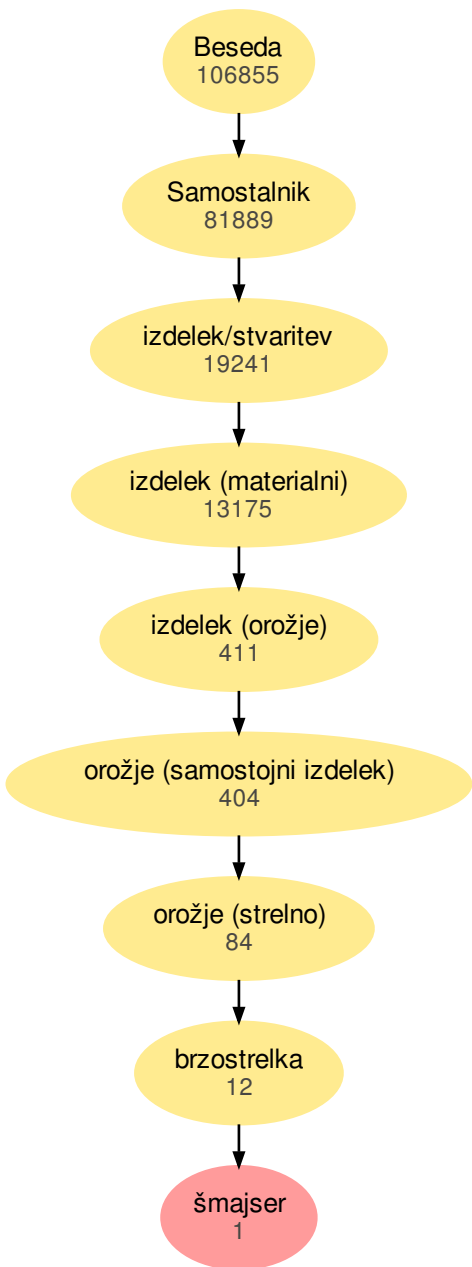 Beseda
106855
Samostalnik
81889
izdelek/stvaritev
19241
izdelek (materialni)
13175
izdelek (orožje)
411
orožje (samostojni izdelek)
404
orožje (strelno)
84
brzostrelka
12
šmajser
1